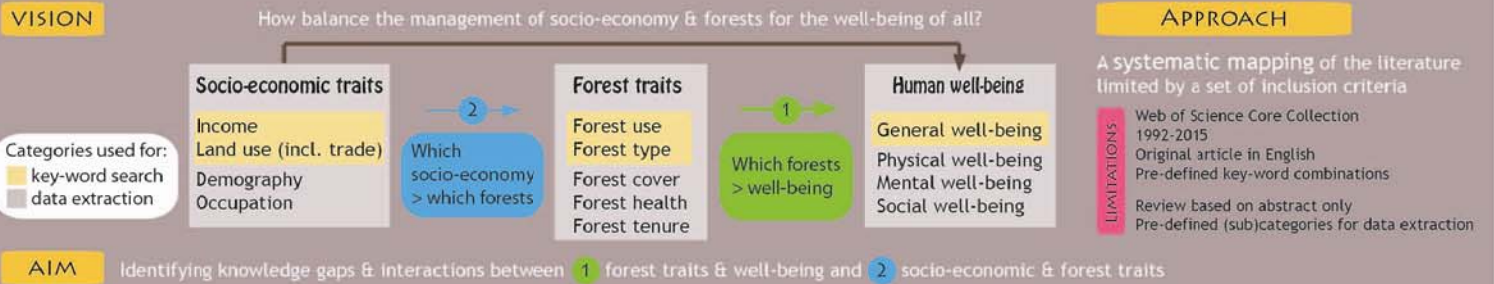 VISION
How balance the management of socio-economy & forests for the well-being of all?
Socio-economic traits
Income
Land use (incl. trade)
Demography
Occupation
Categories used for:
key-word search
data extraction
2
Which
socio-economy
> which forests
Forest traits
Forest use
Forest type
Forest cover
Forest health
Forest tenure
1
Which forests
> well-being
Human well-being
General well-being
Physical well-being
Mental well-being
Social well-being
APPROACH
A systematic mapping of the literature
limited by a set of inclusion criteria
LIMITATIONS
Web of Science Core Collection
1992-2015
Original article in English
Pre-defined key-word combinations
Review based on abstract only
Pre-defined (sub)categories for data extraction
AIM
Identifying knowledge gaps & interactions between 1 forest traits & well-being and 2 socio-economic & forest traits